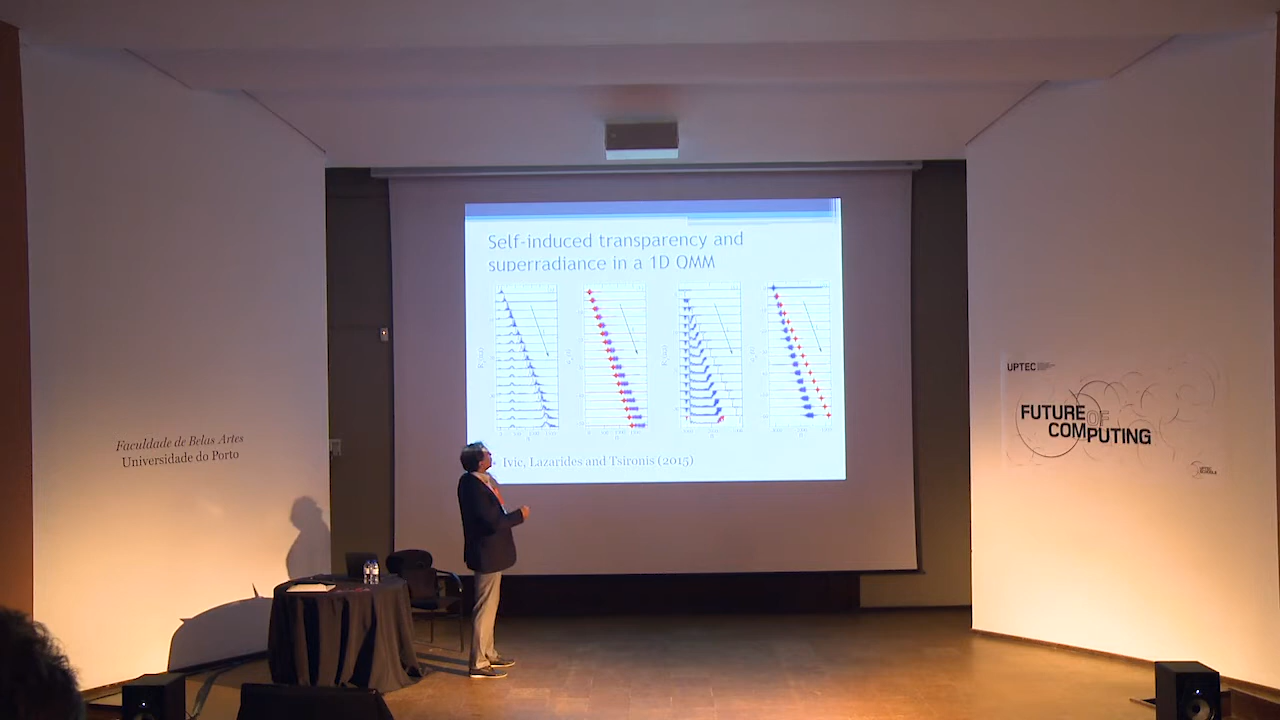 Self-induced transparency and
superradiance in a 1D QMM
Ivic, Lazarides and Tsironis (2015)
Faculdade de Belas Artes
Universidade do Porto
UPTEC
FUTURE
OF
COMPUTING